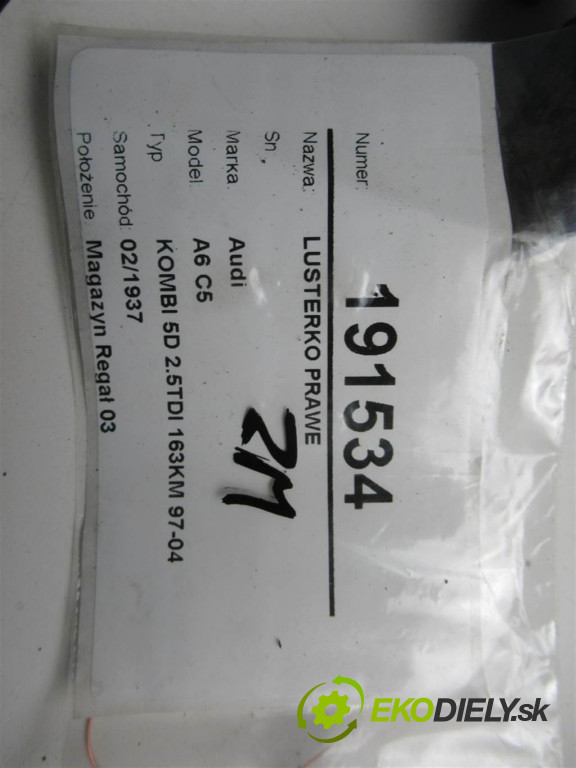 Numer: 191534
Nazwa: LUSTERKO PRAWE
Sn.:
Marka: Audi
Model: A6 C5
Typ KOMBI 5D 2.5TDI 163KM 97-04
Samochód: 02/1937
Położenie: Magazyn Regał 03
ZM
EKODIELY.sk